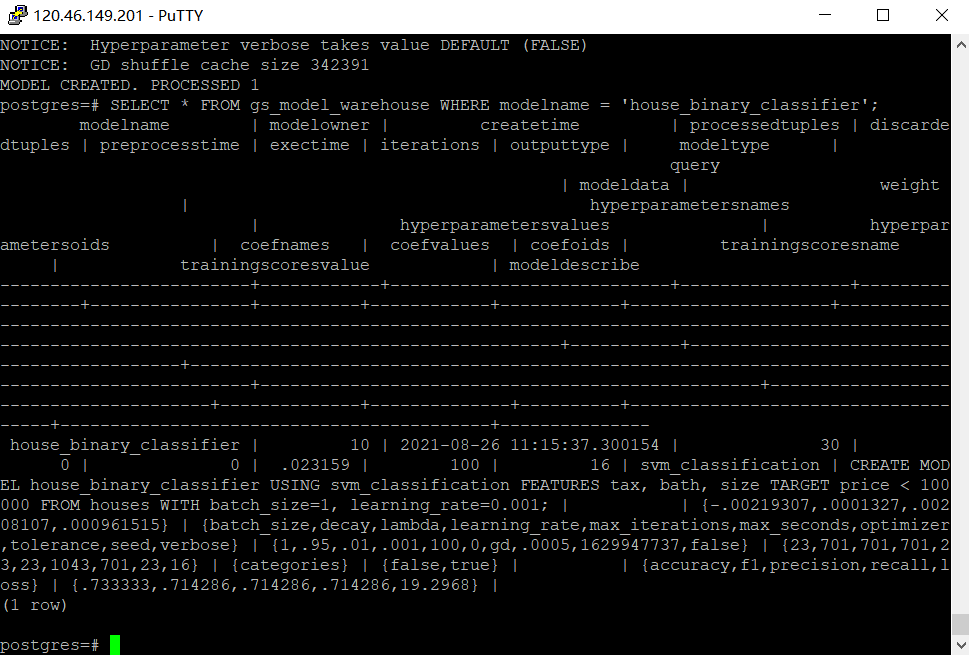 120.46.149.201 - PuTTY
NOTICE:  Hyperparameter verbose takes value DEFAULT (FALSE)
NOTICE:  GD shuffle cache size 342391
MODEL CREATED. PROCESSED 1
postgres=# SELECT * FROM gs_model_warehouse WHERE modelname = 'house_binary_classifier';
        modelname        | modelowner |         createtime         | processedtuples | discarde
dtuples | preprocesstime | exectime | iterations | outputtype |     modeltype      |
                                                                   query
                                                        | modeldata |                   weight
                  |                                        hyperparametersnames
                         |              hyperparametersvalues               |          hyperpar
ametersoids          |  coefnames   |  coefvalues  | coefoids |         trainingscoresname
     |            trainingscoresvalue            | modeldescribe
-------------------------+------------+----------------------------+-----------------+---------
--------+----------------+----------+------------+------------+--------------------+-----------
-----------------------------------------------------------------------------------------------
--------------------------------------------------------+-----------+--------------------------
------------------+----------------------------------------------------------------------------
-------------------------+--------------------------------------------------+------------------
---------------------+--------------+--------------+----------+--------------------------------
-----+-------------------------------------------+---------------
 house_binary_classifier |         10 | 2021-08-26 11:15:37.300154 |              30 |
      0 |              0 |  .023159 |        100 |         16 | svm_classification | CREATE MOD
EL house_binary_classifier USING svm_classification FEATURES tax, bath, size TARGET price < 100
000 FROM houses WITH batch_size=1, learning_rate=0.001; |           | {-.00219307,.0001327,.002
08107,.000961515} | {batch_size,decay,lambda,learning_rate,max_iterations,max_seconds,optimizer
,tolerance,seed,verbose} | {1,.95,.01,.001,100,0,gd,.0005,1629947737,false} | {23,701,701,701,2
3,23,1043,701,23,16} | {categories} | {false,true} |          | {accuracy,f1,precision,recall,l
oss} | {.733333,.714286,.714286,.714286,19.2968} |
(1 row)
postgres=#